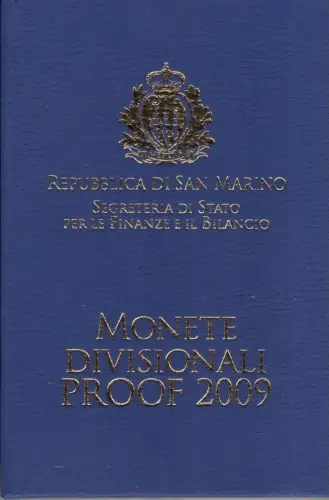 REPUBBLICA DI SAN MARINO
SEGRETERIA DI STATO
PER LE FINANZE E IL BILANCIO
MONETE
DIVISIONALI
PROOF 2009